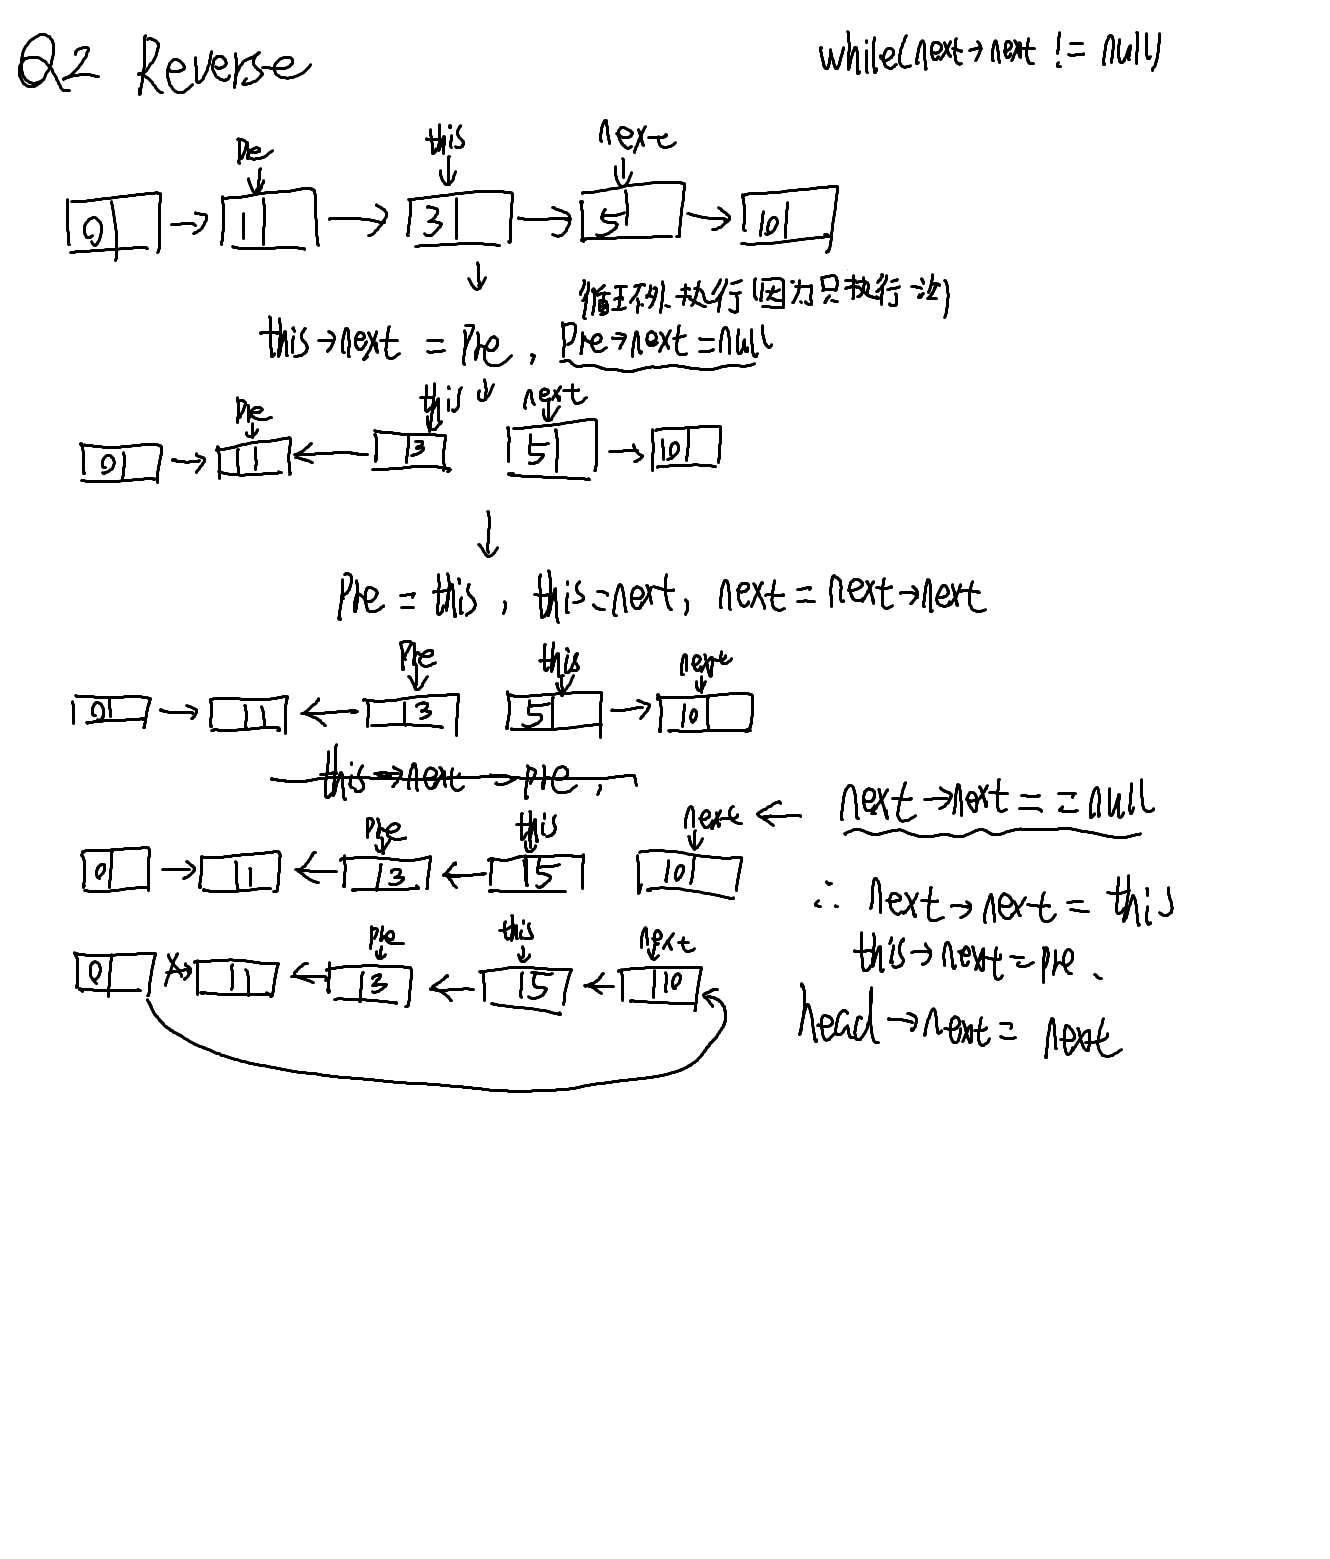 Q2 Reverse
while(next→next != null)
Pre this next
0 → 1 → 3 → 5 → 10
循环外执行(因为只执行一次)
this→next = Pre , Pre→next=null
Pre this next
0 → 1 ← 3 5 → 10
Pre = this , this=next, next = next→next
Pre this next
0 → 1 ← 3 5 → 10
this→next = pre ,
Pre this next ← next→next==null
0 → 1 ← 3 ← 5 10
∴ next→next = this
pre this next
this→next=pre、
0 → 1 ← 3 ← 5 ← 10
head→next= next